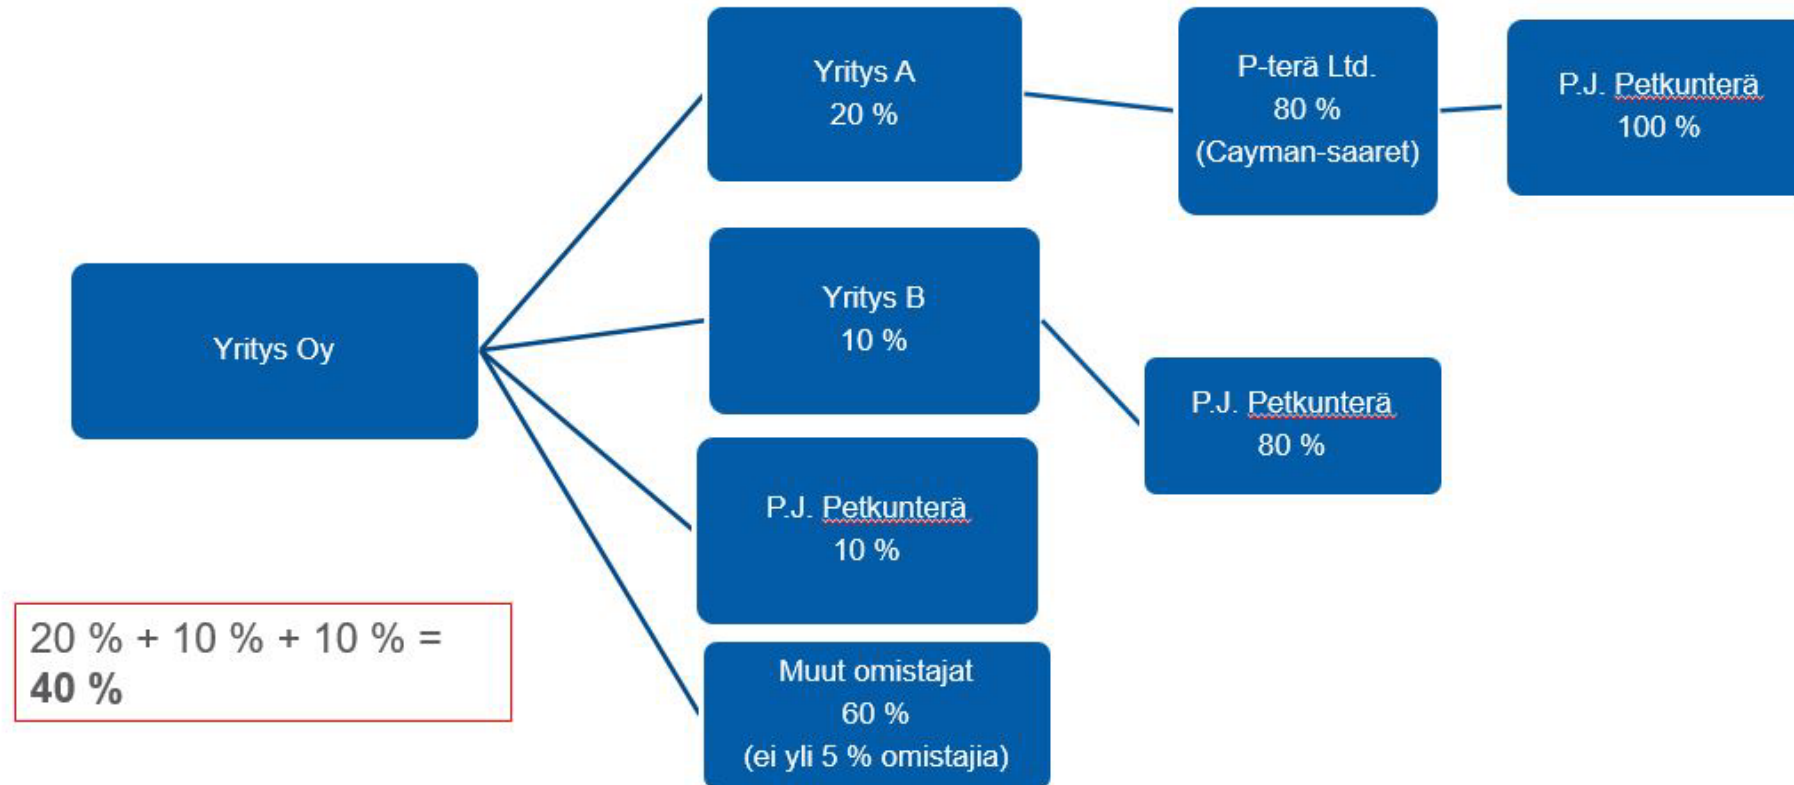 Yritys A
20 %
P-terä Ltd.
80 %
(Cayman-saaret)
P.J. Petkunterä
100 %
Yritys B
10 %
Yritys Oy
P.J. Petkunterä
80 %
P.J. Petkunterä
10 %
20 % + 10 % + 10 % =
40 %
Muut omistajat
60 %
(ei yli 5 % omistajia)